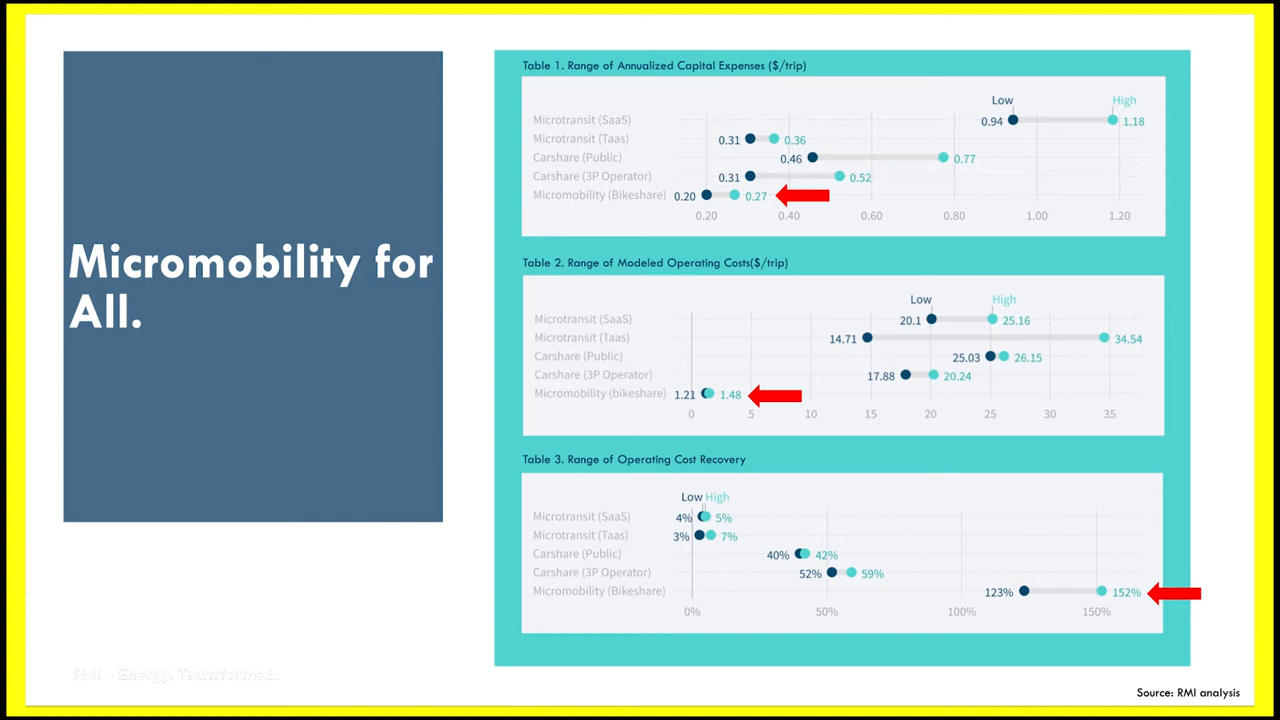 Micromobility for
All.
Table 1. Range of Annualized Capital Expenses ($/trip)
Low High
Microtransit (SaaS) 0.94 1.18
Microtransit (Taas) 0.31 0.36
Carshare (Public) 0.46 0.77
Carshare (3P Operator) 0.31 0.52
Micromobility (Bikeshare) 0.20 0.27
0.20 0.40 0.60 0.80 1.00 1.20
Table 2. Range of Modeled Operating Costs($/trip)
Low High
Microtransit (SaaS) 20.1 25.16
Microtransit (Taas) 14.71 34.54
Carshare (Public) 25.03 26.15
Carshare (3P Operator) 17.88 20.24
Micromobility (bikeshare) 1.21 1.48
0 5 10 15 20 25 30 35
Table 3. Range of Operating Cost Recovery
Low High
Microtransit (SaaS) 4% 5%
Microtransit (Taas) 3% 7%
Carshare (Public) 40% 42%
Carshare (3P Operator) 52% 59%
Micromobility (Bikeshare) 123% 152%
0% 50% 100% 150%
RMI – Energy. Transformed.
Source: RMI analysis